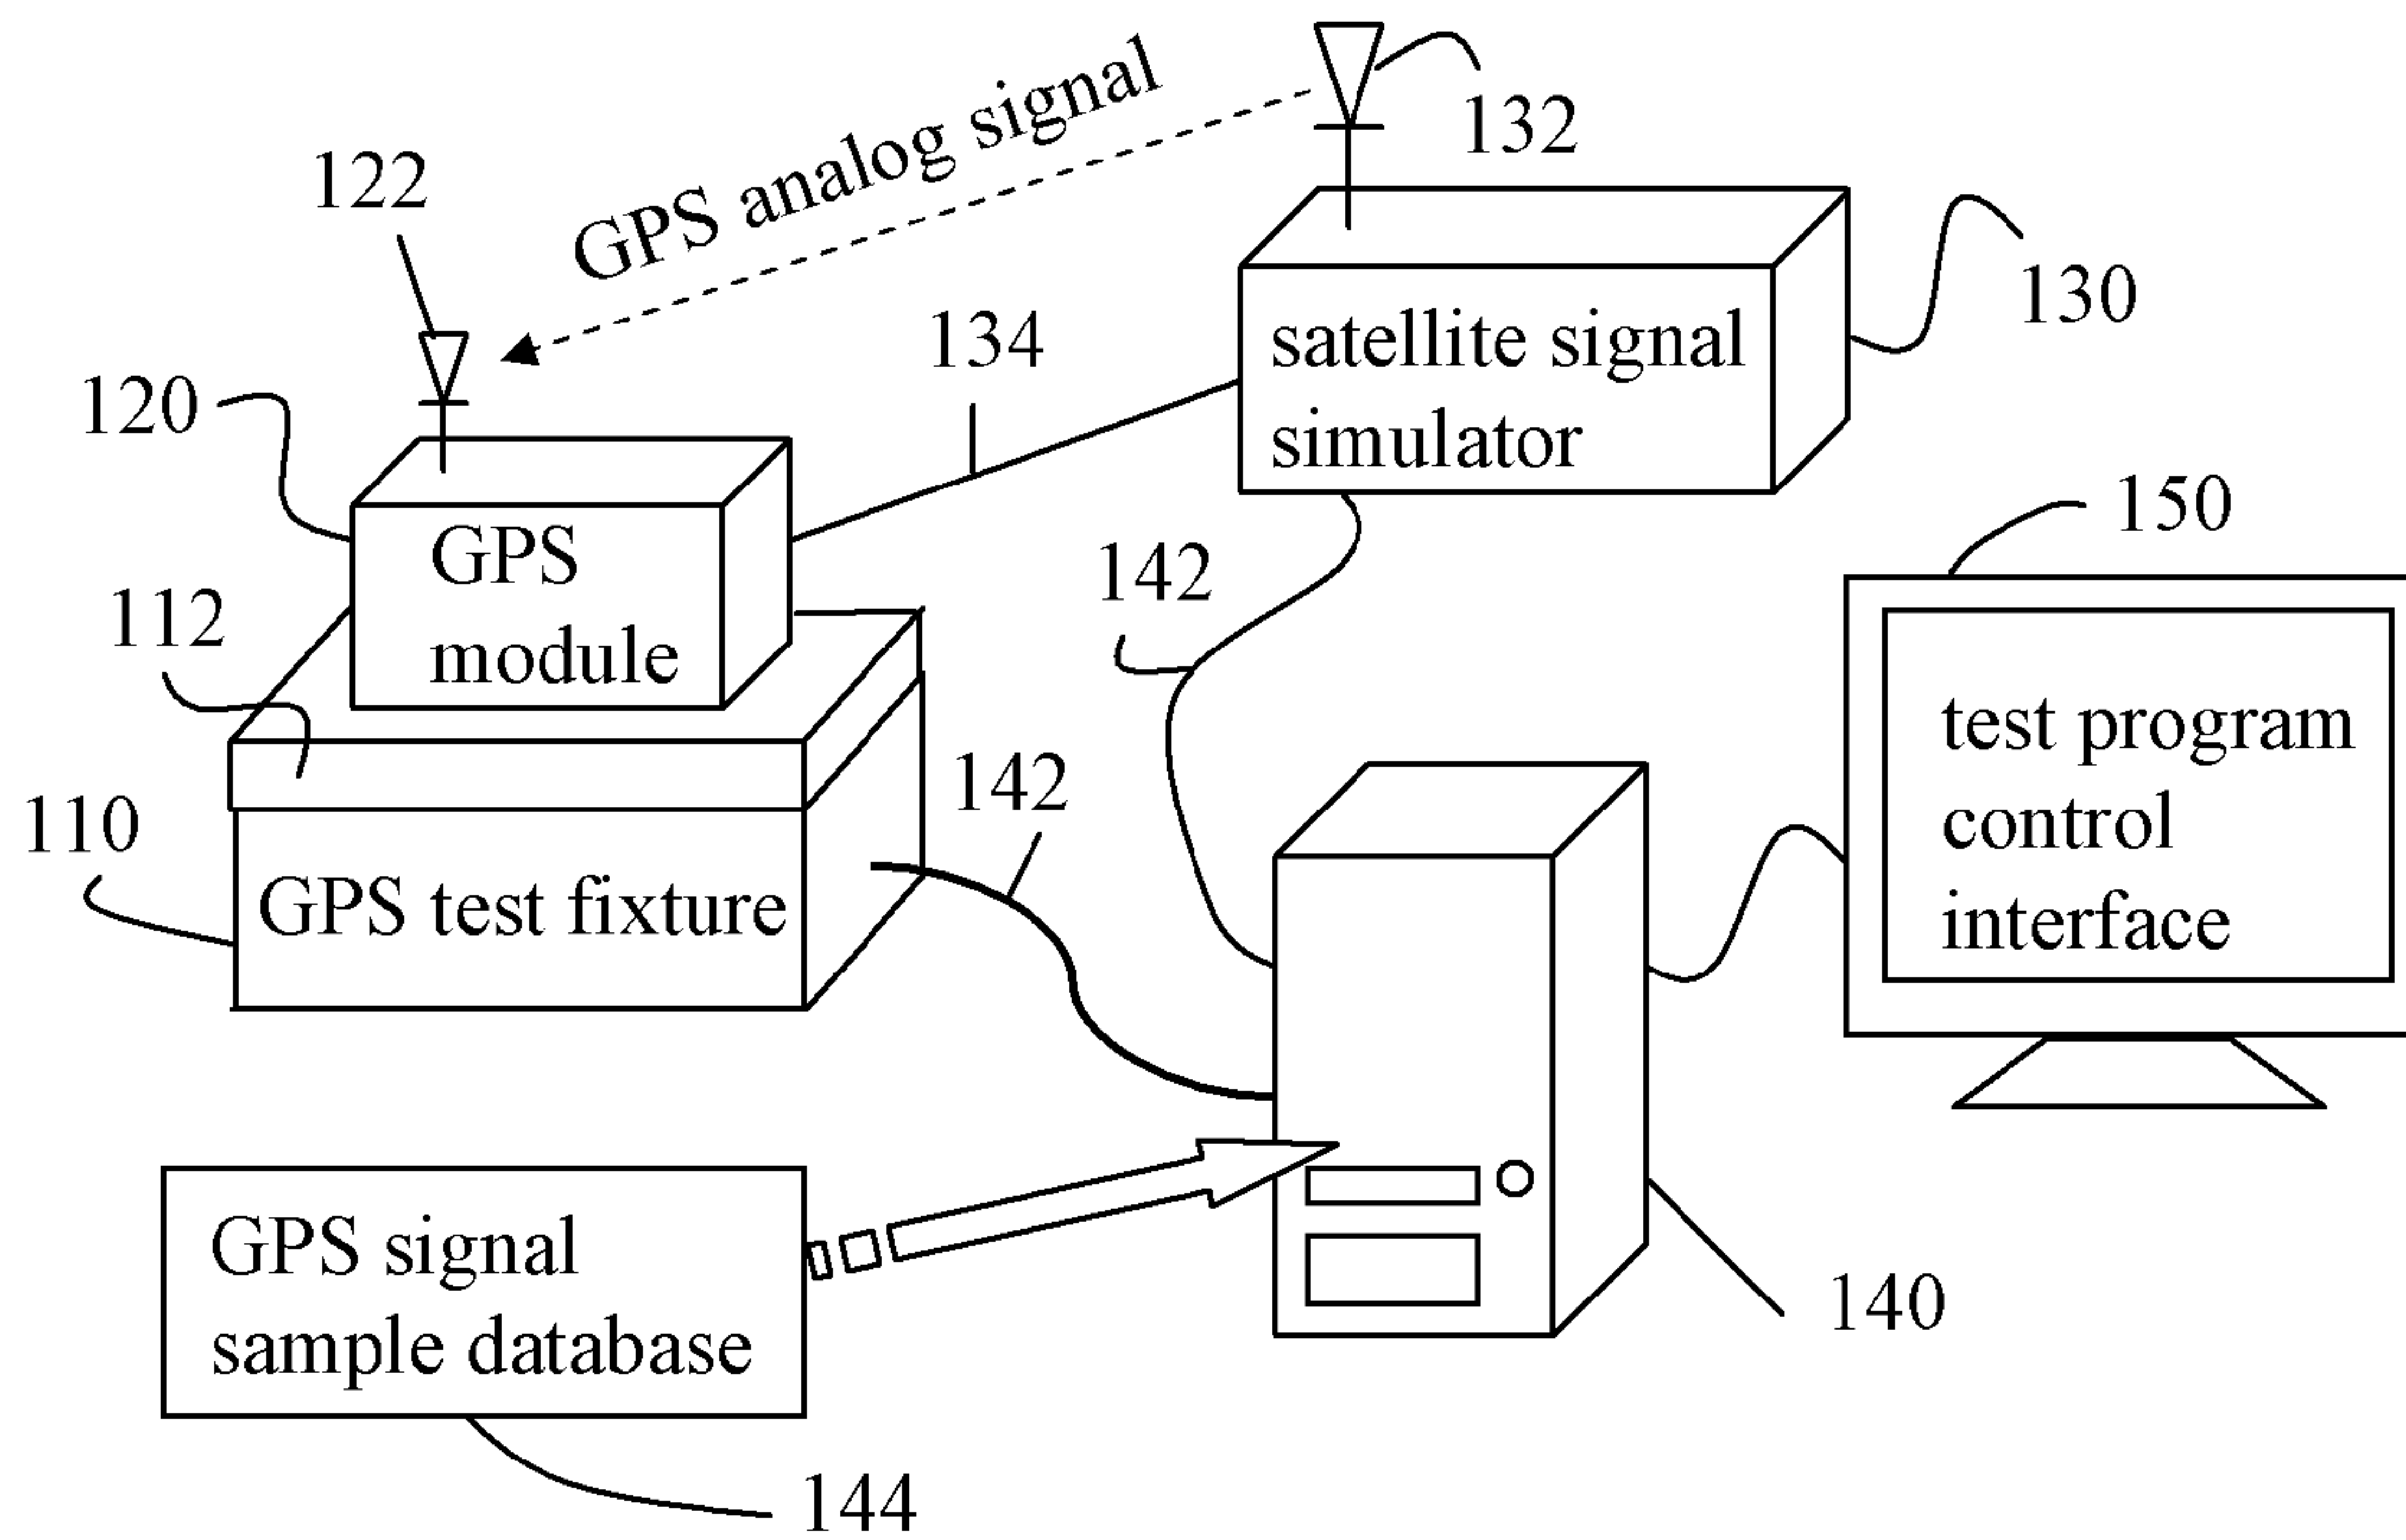 132
GPS analog signal
122
130
134
satellite signal
simulator
120
150
GPS
module
142
112
test program
control
interface
142
110
GPS test fixture
GPS signal
sample database
140
144